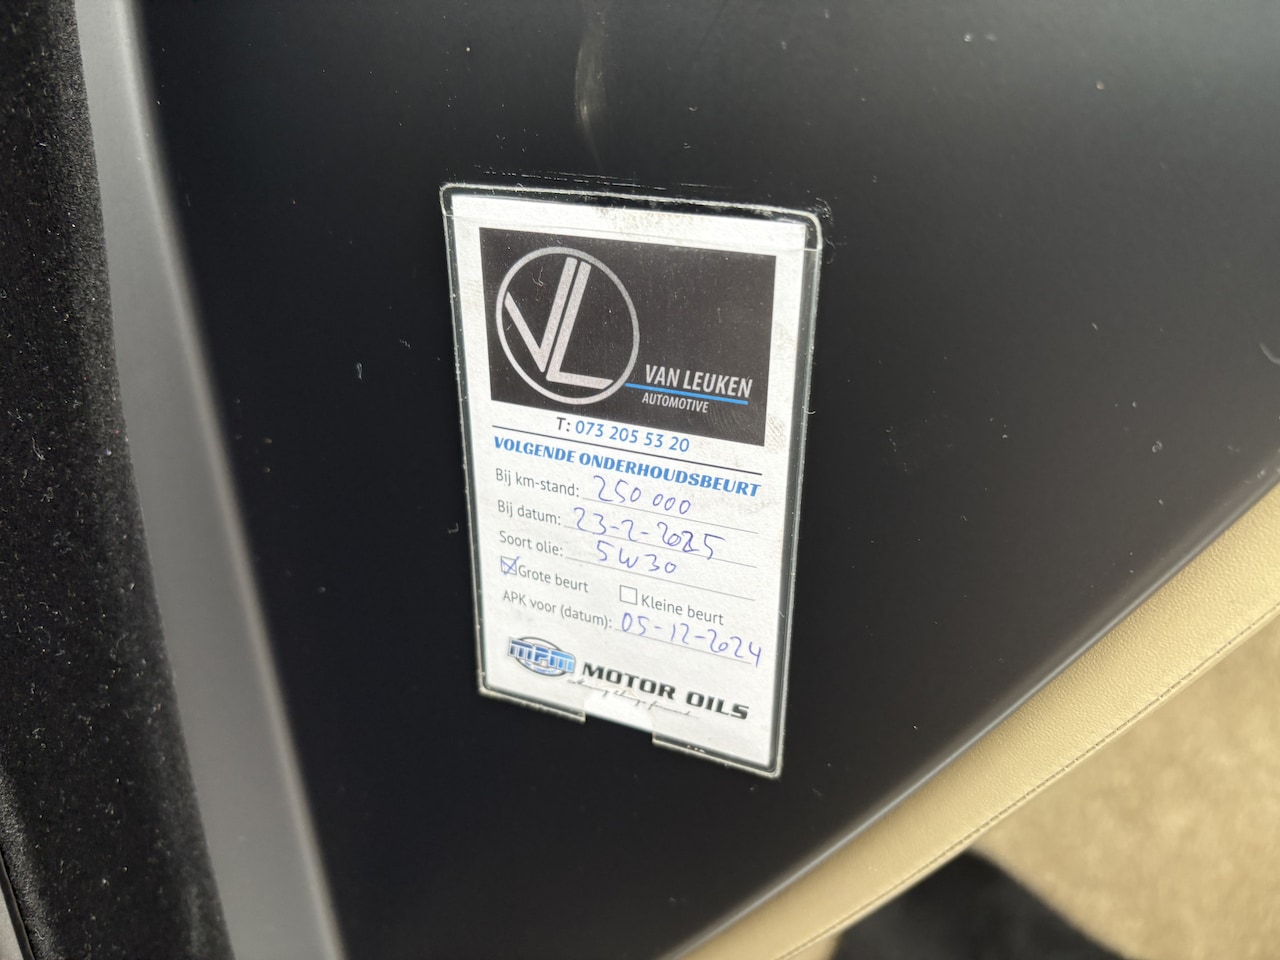 VL
VAN LEUKEN
AUTOMOTIVE
T: 073 205 53 20
VOLGENDE ONDERHOUDSBEURT
Bij km-stand: 250 000
Bij datum: 23-2-2025
Soort olie: 5W30
Grote beurt Kleine beurt
APK voor (datum): 05-12-2024
MPM MOTOR OILS